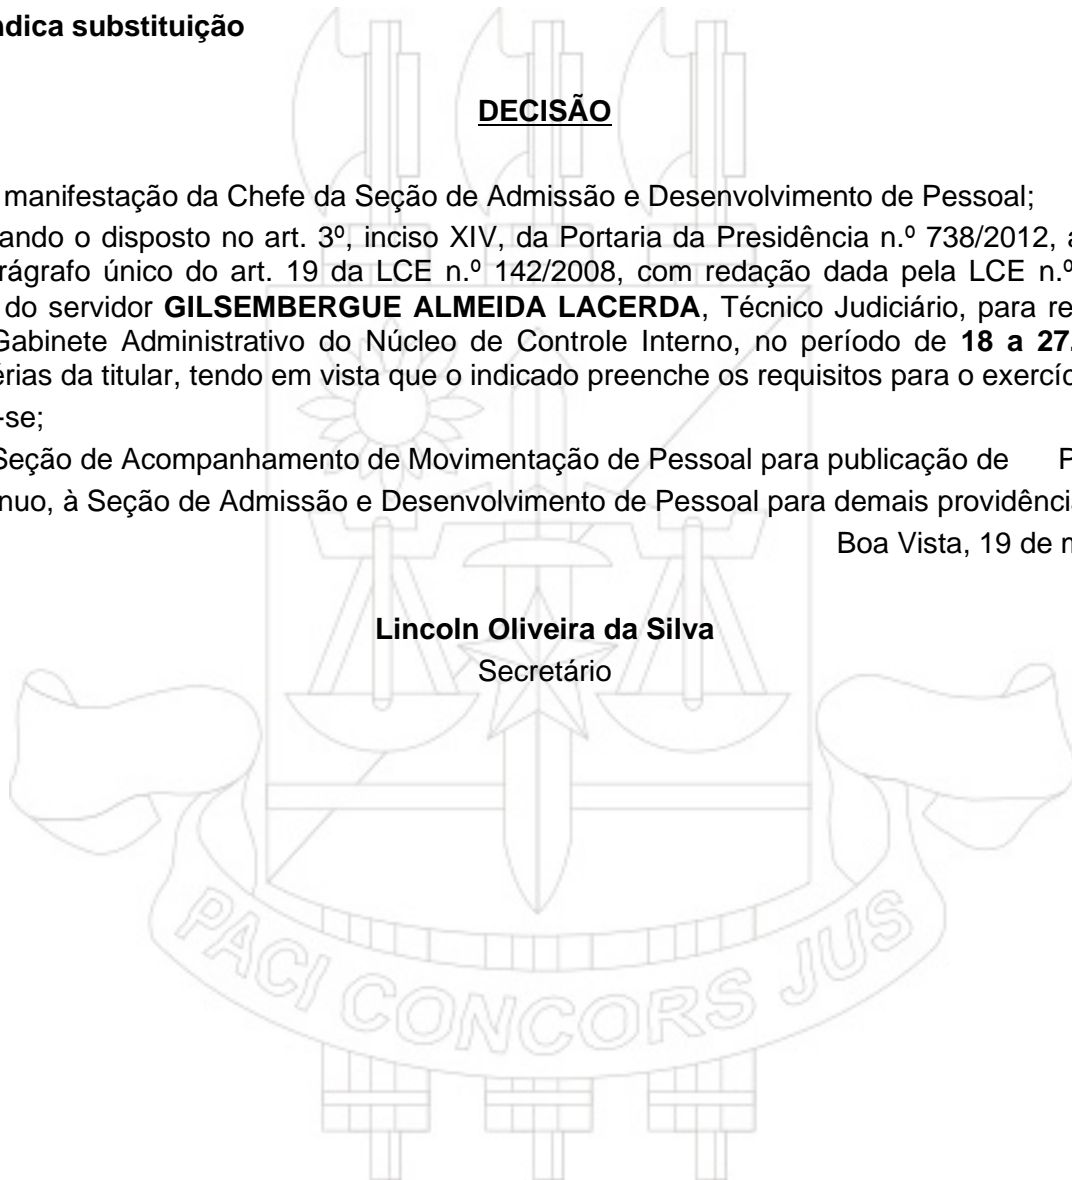 ndica substituição
DECISÃO
manifestação da Chefe da Seção de Admissão e Desenvolvimento de Pessoal;
ando o disposto no art. 3º, inciso XIV, da Portaria da Presidência n.º 738/2012, a
rágrafo único do art. 19 da LCE n.º 142/2008, com redação dada pela LCE n.º
do servidor GILSEMBERGUE ALMEIDA LACERDA, Técnico Judiciário, para re
Gabinete Administrativo do Núcleo de Controle Interno, no período de 18 a 27.
érias da titular, tendo em vista que o indicado preenche os requisitos para o exercíc
-se;
Seção de Acompanhamento de Movimentação de Pessoal para publicação de P
nuo, à Seção de Admissão e Desenvolvimento de Pessoal para demais providência
Boa Vista, 19 de m
Lincoln Oliveira da Silva
Secretário
PACI CONCORS JUS